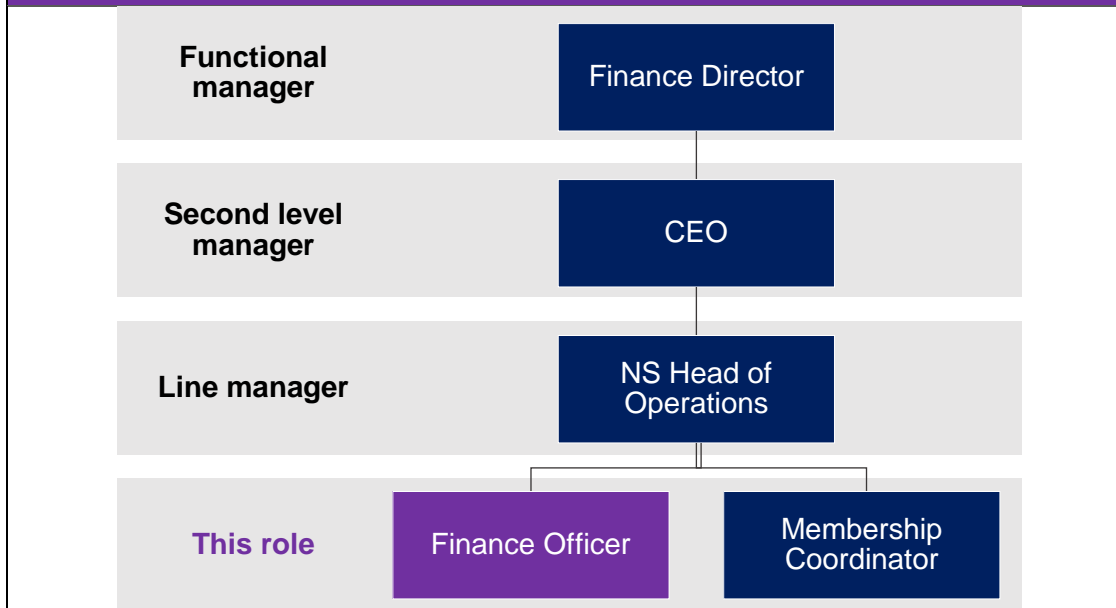 Functional
manager
Finance Director
Second level
manager
CEO
Line manager
NS Head of
Operations
This role
Finance Officer
Membership
Coordinator